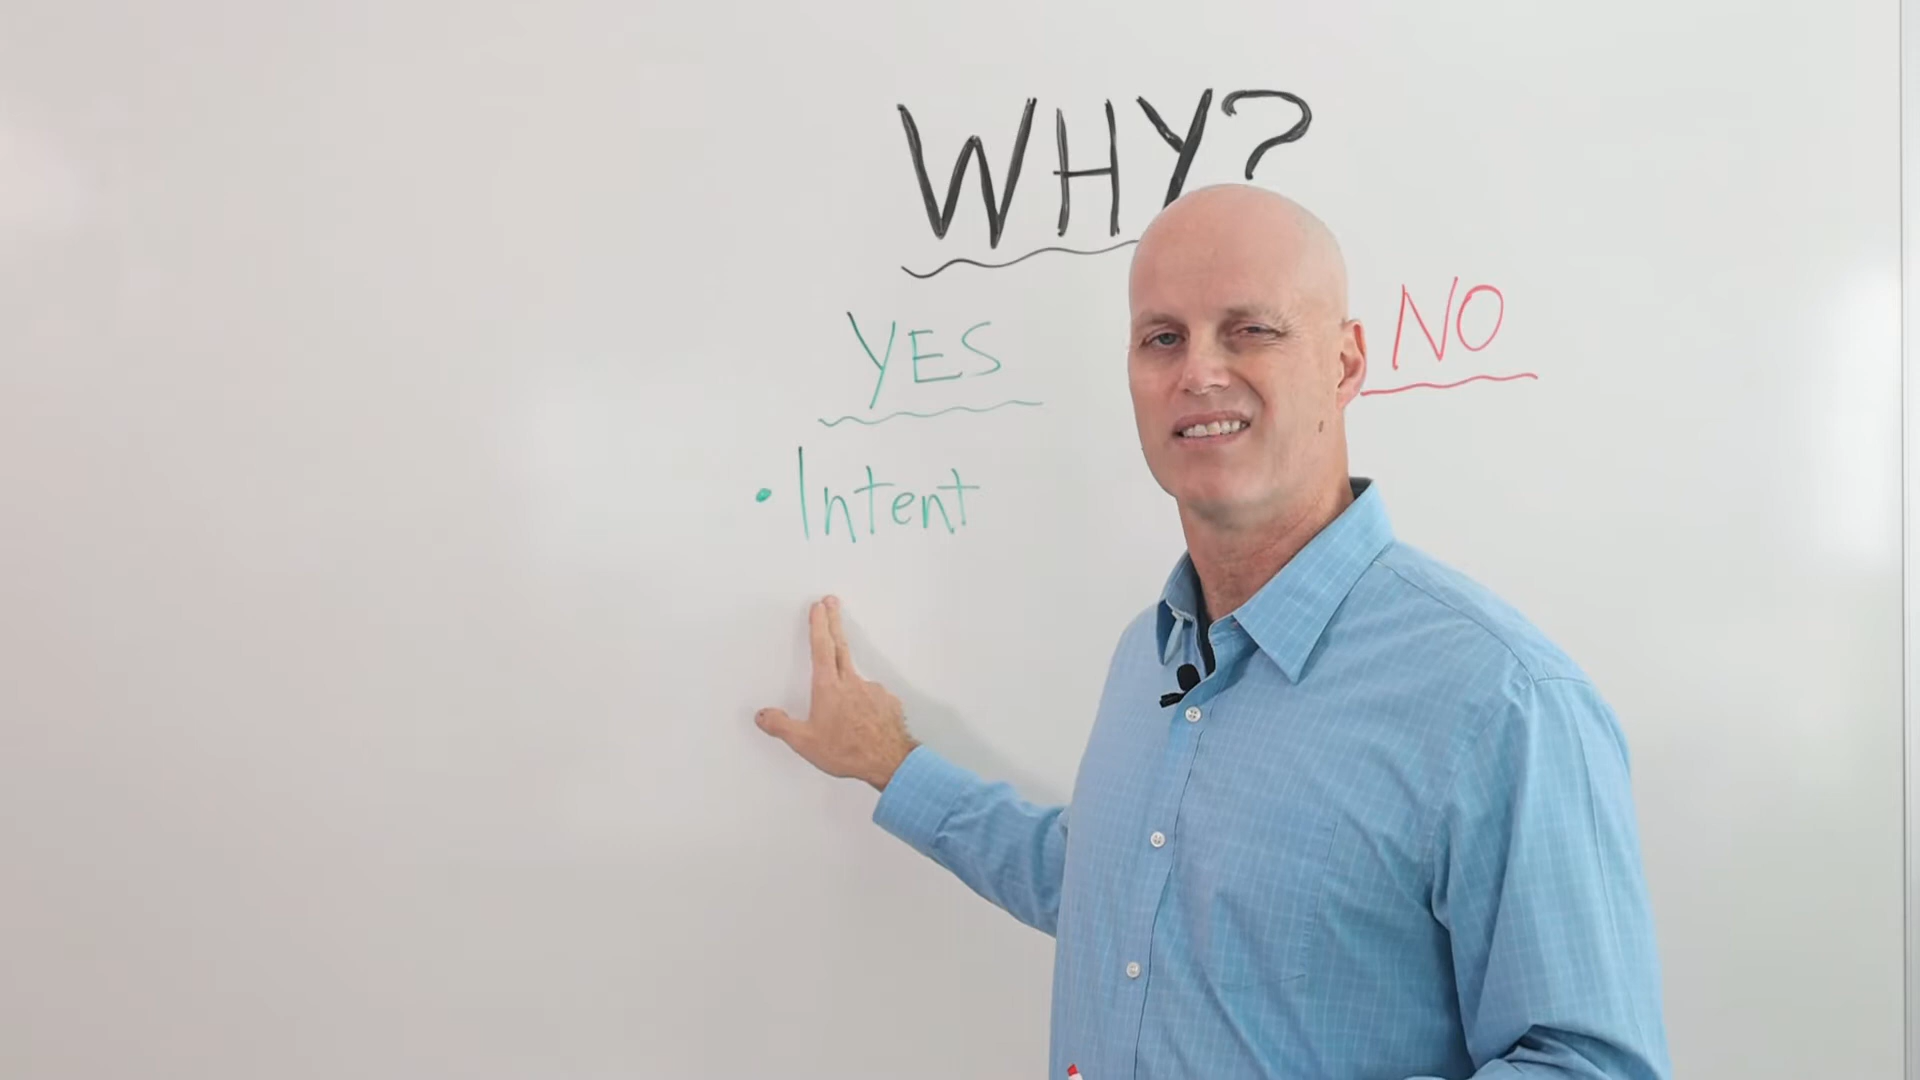 WHY?
YES
NO
• Intent